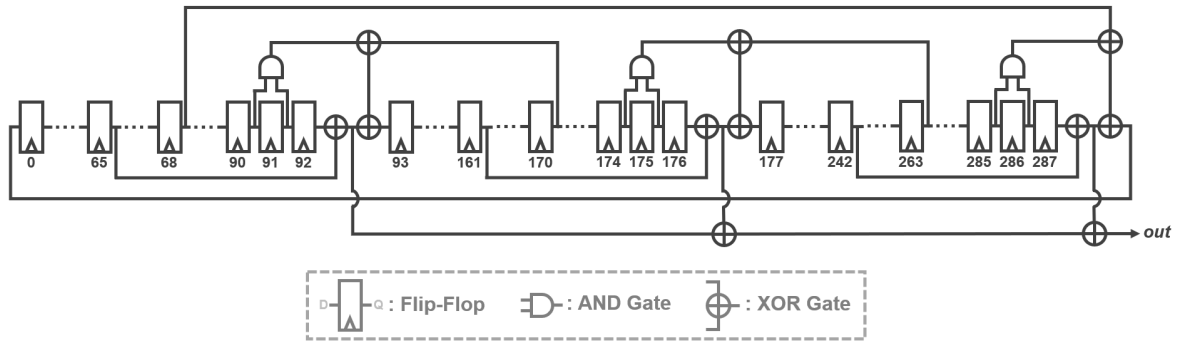 0 65 68 90 91 92 93 161 170 174 175 176 177 242 263 285 286 287
out
D Q : Flip-Flop : AND Gate : XOR Gate